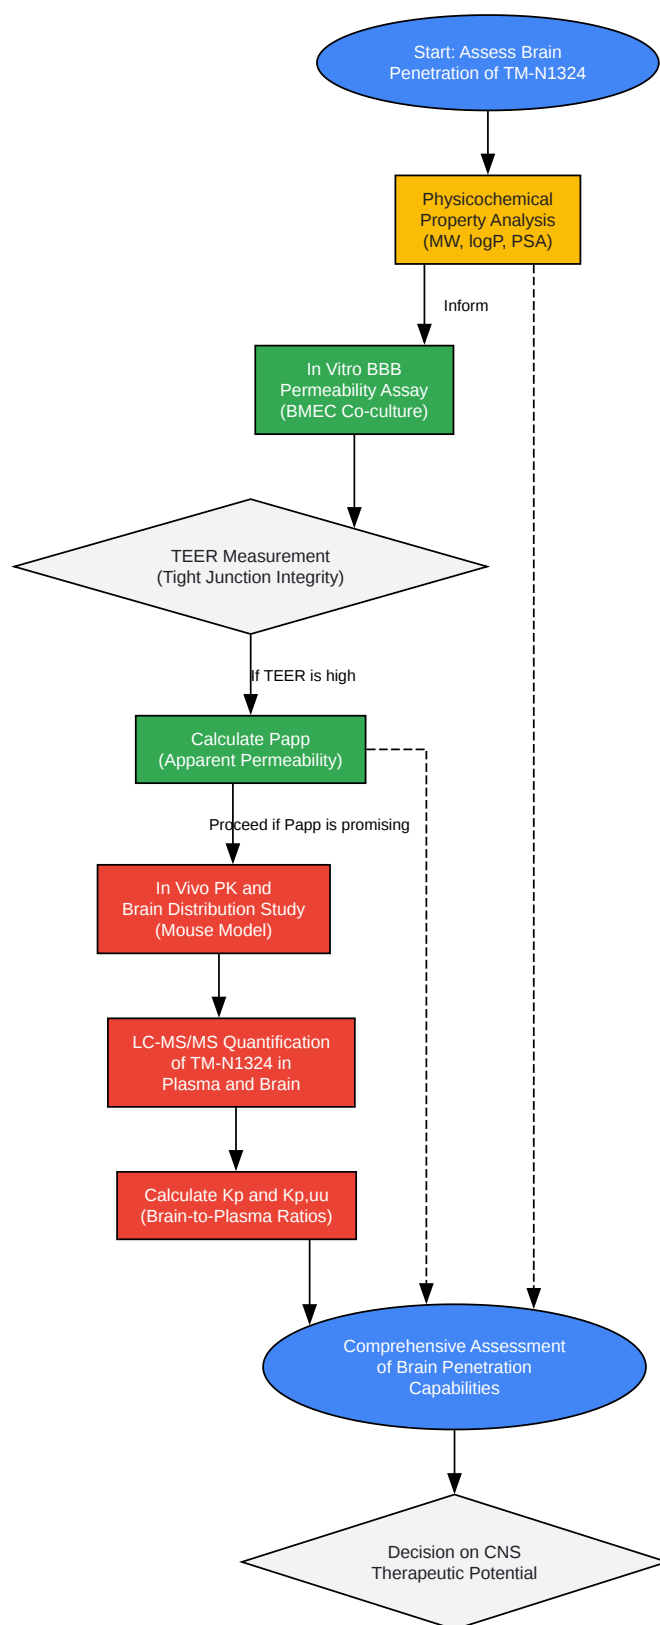 Start: Assess Brain
Penetration of TM-N1324
Physicochemical
Property Analysis
(MW, logP, PSA)
Inform
In Vitro BBB
Permeability Assay
(BMEC Co-culture)
TEER Measurement
(Tight Junction Integrity)
If TEER is high
Calculate Papp
(Apparent Permeability)
Proceed if Papp is promising
In Vivo PK and
Brain Distribution Study
(Mouse Model)
LC-MS/MS Quantification
of TM-N1324 in
Plasma and Brain
Calculate Kp and Kp,uu
(Brain-to-Plasma Ratios)
Comprehensive Assessment
of Brain Penetration
Capabilities
Decision on CNS
Therapeutic Potential